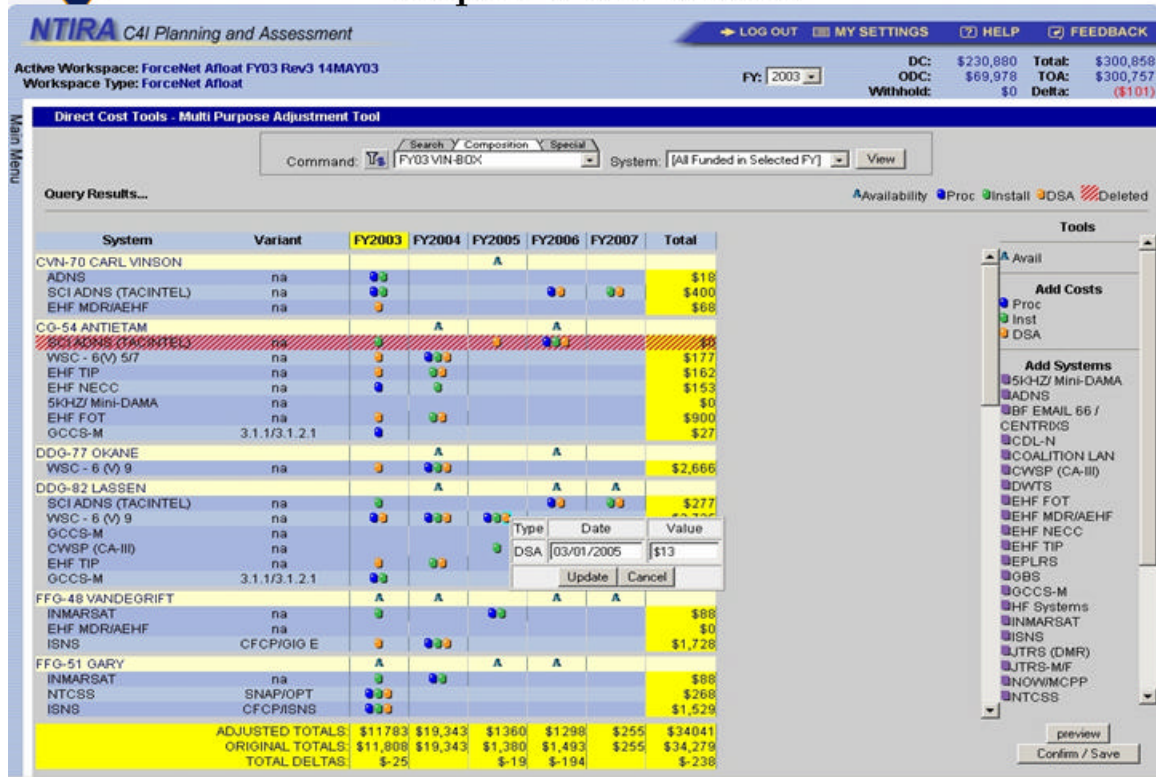 NTIRA C4I Planning and Assessment
LOG OUT MY SETTINGS HELP FEEDBACK
Active Workspace: ForceNet Afloat FY03 Rev3 14MAY03
Workspace Type: ForceNet Afloat
FY: 2003
DC: $230,880 Total: $300,858
ODC: $69,978 TOA: $300,757
Withhold: $0 Delta: ($101)
Main Menu
Direct Cost Tools - Multi Purpose Adjustment Tool
Search Composition Special
Command: FY03 VIN-BOX System: [All Funded in Selected FY] View
Query Results...
Availability Proc Install DSA Deleted
System Variant FY2003 FY2004 FY2005 FY2006 FY2007 Total
CVN-70 CARL VINSON A
ADNS na $18
SCI ADNS (TACINTEL) na $400
EHF MDR/AEHF na $68
CG-54 ANTIETAM A A
SCI ADNS (TACINTEL) na $0
WSC - 6(V) 5/7 na $177
EHF TIP na $162
EHF NECC na $153
5KHZ/ Mini-DAMA na $0
EHF FOT na $900
GCCS-M 3.1.1/3.1.2.1 $27
DDG-77 OKANE A A
WSC - 6 (V) 9 na $2,666
DDG-82 LASSEN A A A
SCI ADNS (TACINTEL) na $277
WSC - 6 (V) 9 na
GCCS-M na
CWSP (CA-III) na
EHF TIP na
GCCS-M 3.1.1/3.1.2.1
Type Date Value
DSA 03/01/2005 $13
Update Cancel
FFG-48 VANDEGRIFT A A A A
INMARSAT na $88
EHF MDR/AEHF na $0
ISNS CFCP/GIG E $1,728
FFG-51 GARY A A A
INMARSAT na $88
NTCSS SNAP/OPT $268
ISNS CFCP/ISNS $1,529
ADJUSTED TOTALS: $11783 $19,343 $1360 $1298 $255 $34041
ORIGINAL TOTALS: $11,808 $19,343 $1,380 $1,493 $255 $34,279
TOTAL DELTAS: $-25 $-19 $-194 $-238
Tools
A Avail
Add Costs
Proc
Inst
DSA
Add Systems
5KHZ/ Mini-DAMA
ADNS
BF EMAIL 66 /
CENTRIXS
CDL-N
COALITION LAN
CWSP (CA-III)
DWTS
EHF FOT
EHF MDR/AEHF
EHF NECC
EHF TIP
EPLRS
GBS
GCCS-M
HF Systems
INMARSAT
ISNS
JTRS (DMR)
JTRS-M/F
NOW/MCPP
NTCSS
preview
Confirm / Save